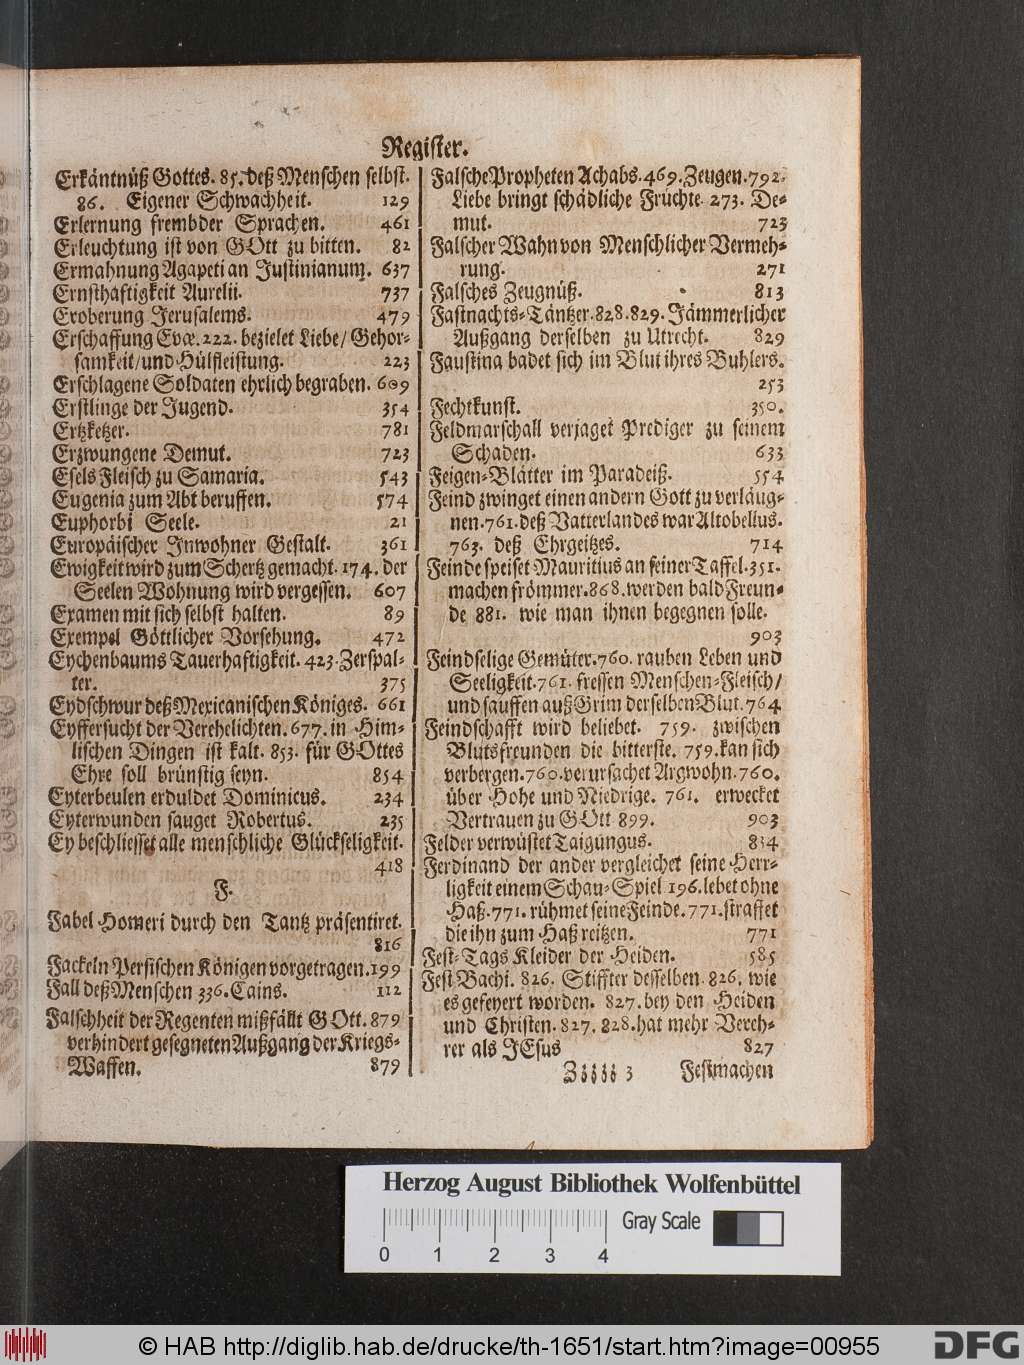 Register.
Erkäntnüß Gottes. 85. deß Menschen selbst.
86. Eigener Schwachheit. 129
Erlernung frembder Sprachen. 461
Erleuchtung ist von GOtt zu bitten. 82
Ermahnung Agapeti an Justinianum. 637
Ernsthaftigkeit Aurelii. 737
Eroberung Jerusalems. 479
Erschaffung Evæ. 222. bezielet Liebe/ Gehor-
samkeit/ und Hülfleistung. 223
Erschlagene Soldaten ehrlich begraben. 609
Erstlinge der Jugend. 354
Ertzketzer. 781
Erzwungene Demut. 723
Esels Fleisch zu Samaria. 543
Eugenia zum Abt beruffen. 574
Euphorbi Seele. 21
Europäischer Inwohner Gestalt. 361
Ewigkeit wird zum Schertz gemacht. 174. der
Seelen Wohnung wird vergessen. 607
Examen mit sich selbst halten. 89
Exempel Göttlicher Vorsehung. 472
Eychenbaums Tauerhaftigkeit. 423. Zerspal-
ter. 375
Eydschwur deß Mexicanischen Königes. 661
Eyffersucht der Verehelichten. 677. in Him-
lischen Dingen ist kalt. 853. für GOttes
Ehre soll brünstig seyn. 854
Eyterbeulen erduldet Dominicus. 234
Eyterwunden sauget Robertus. 235
Ey beschliesset alle menschliche Glückseligkeit.
418
F.
Fabel Homeri durch den Tantz präsentiret.
816
Fackeln Persischen Königen vorgetragen. 199
Fall deß Menschen 336. Cains. 112
Falschheit der Regenten mißfällt GOtt. 879
verhindert gesegneten Außgang der Kriegs-
Waffen. 879
Falsche Propheten Achabs. 469. Zeugen. 792.
Liebe bringt schädliche Früchte. 273. De-
mut. 723
Falscher Wahn von Menschlicher Vermeh-
rung. 271
Falsches Zeugnüß. 813
Fastnachts-Täntzer. 828. 829. Jämmerlicher
Außgang derselben zu Utrecht. 829
Faustina badet sich im Blut ihres Buhlers.
253
Fechtkunst. 350.
Feldmarschall verjaget Prediger zu seinem
Schaden. 633
Feigen-Blätter im Paradeiß. 554
Feind zwinget einen andern Gott zu verläug-
nen. 761. deß Vatterlandes war Altobellus.
763. deß Ehrgeitzes. 714
Feinde speiset Mauritius an seiner Taffel. 351.
machen frömmer. 868. werden bald Freun-
de 881. wie man ihnen begegnen solle.
903
Feindselige Gemüter. 760. rauben Leben und
Seeligkeit. 761. fressen Menschen-Fleisch/
und sauffen auß Grim derselben Blut. 764
Feindschafft wird beliebet. 759. zwischen
Blutsfreunden die bitterste. 759. kan sich
verbergen. 760. verursachet Argwohn. 760.
über Hohe und Niedrige. 761. erwecket
Vertrauen zu GOtt 899. 903
Felder verwüstet Taigungus. 834
Ferdinand der ander vergleichet seine Herr-
ligkeit einem Schau-Spiel 196. lebet ohne
Haß. 771. rühmet seine Feinde. 771. straffet
die ihn zum Haß reitzen. 771
Fest-Tags Kleider der Heiden. 585
Fest Bachi. 826. Stiffter desselben. 826. wie
es gefeyert worden. 827. bey den Heiden
und Christen. 827. 828. hat mehr Vereh-
rer als JEsus 827
Zzzzz 3 Festmachen
Herzog August Bibliothek Wolfenbüttel
0 1 2 3 4 Gray Scale
© HAB http://diglib.hab.de/drucke/th-1651/start.htm?image=00955
DFG